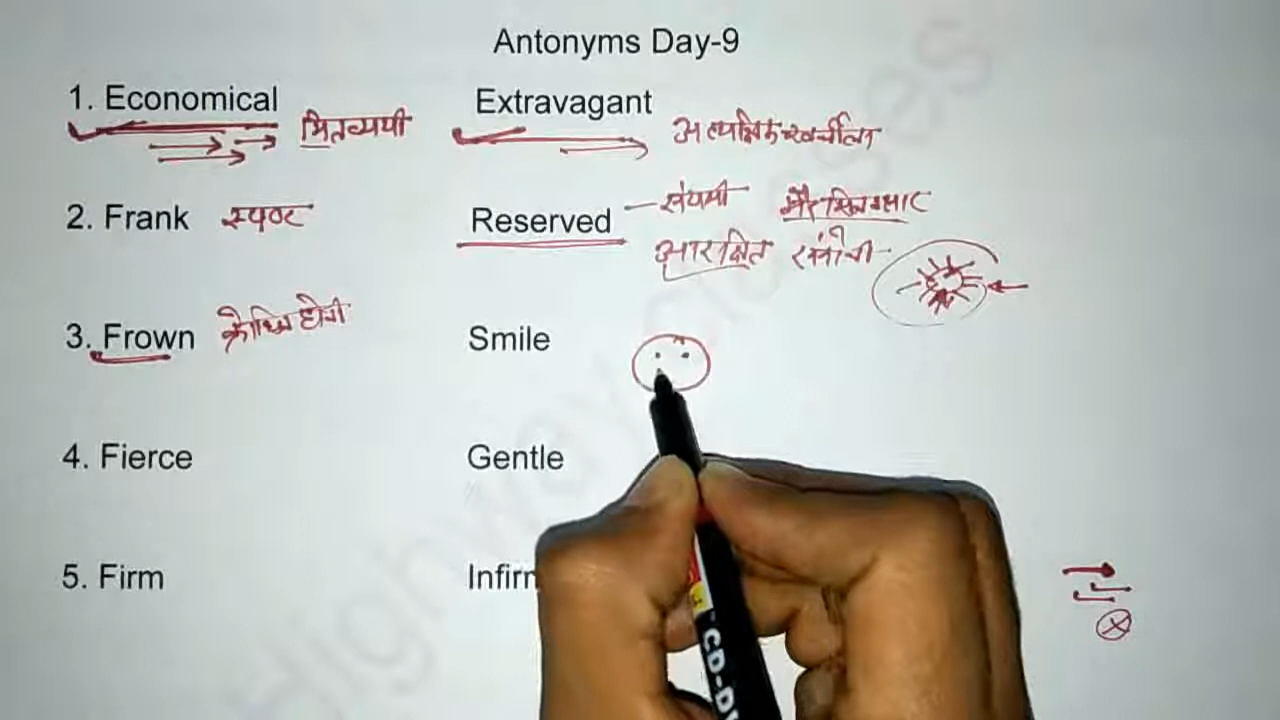 Antonyms Day-9
1. Economical मितव्ययी Extravagant अत्यधिक खर्चीला
2. Frank स्पष्ट Reserved संयमी
आरक्षित
3. Frown क्रोधित होना Smile
4. Fierce Gentle
5. Firm
CD-D